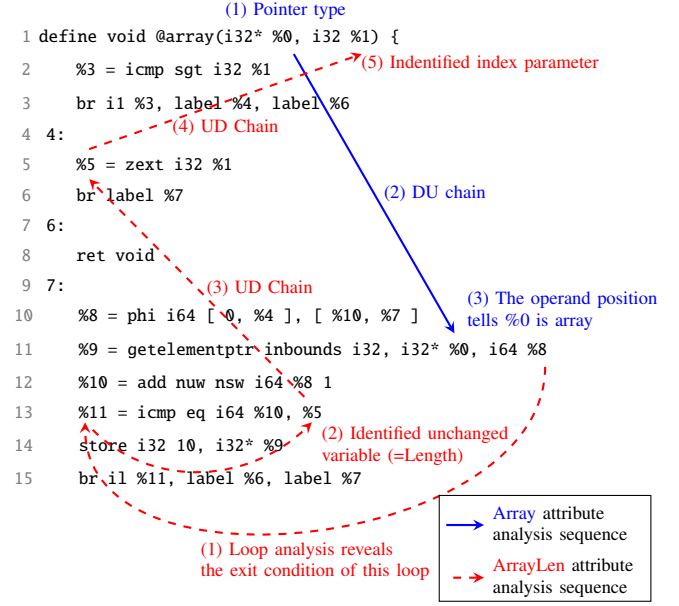 (1) Pointer type
1 define void @array(i32* %0, i32 %1) {
2 %3 = icmp sgt i32 %1
(5) Indentified index parameter
3 br i1 %3, label %4, label %6
(4) UD Chain
4 4:
5 %5 = zext i32 %1
6 br label %7
(2) DU chain
7 6:
8 ret void
9 7:
(3) UD Chain
(3) The operand position
tells %0 is array
10 %8 = phi i64 [ 0, %4 ], [ %10, %7 ]
11 %9 = getelementptr inbounds i32, i32* %0, i64 %8
12 %10 = add nuw nsw i64 %8 1
13 %11 = icmp eq i64 %10, %5
(2) Identified unchanged
variable (=Length)
14 store i32 10, i32* %9
15 br il %11, label %6, label %7
(1) Loop analysis reveals
the exit condition of this loop
Array attribute
analysis sequence
ArrayLen attribute
analysis sequence